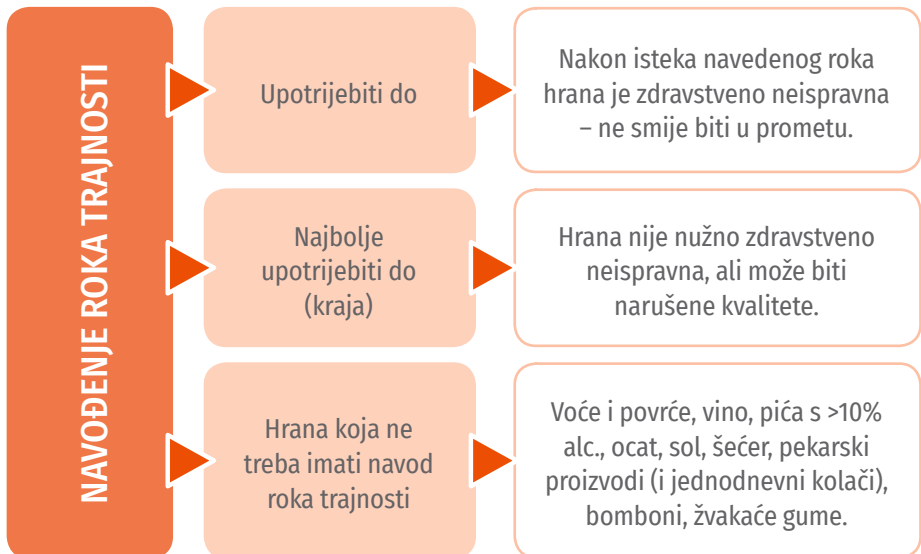 NAVOĐENJE ROKA TRAJNOSTI
Upotrijebiti do
Nakon isteka navedenog roka
hrana je zdravstveno neispravna
– ne smije biti u prometu.
Najbolje
upotrijebiti do
(kraja)
Hrana nije nužno zdravstveno
neispravna, ali može biti
narušene kvalitete.
Hrana koja ne
treba imati navod
roka trajnosti
Voće i povrće, vino, pića s >10%
alc., ocat, sol, šećer, pekarski
proizvodi (i jednodnevni kolači),
bomboni, žvakaće gume.